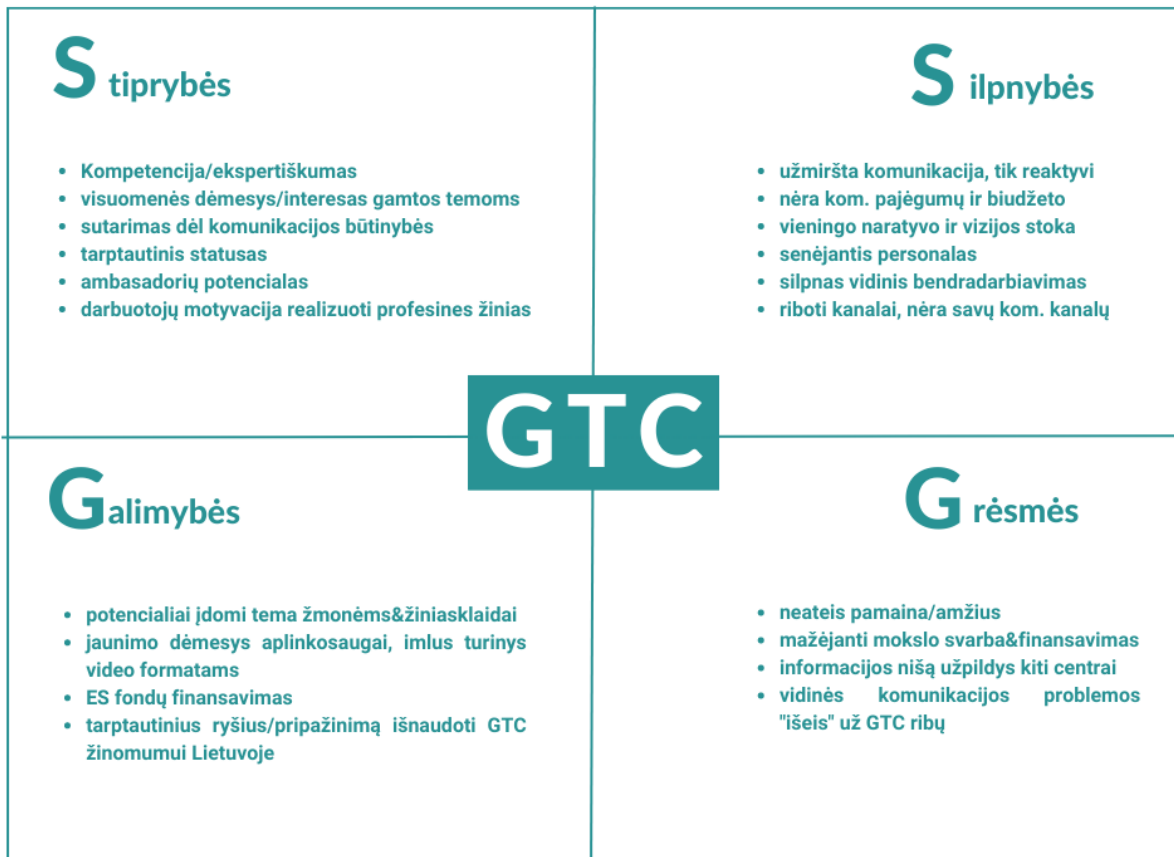 Stiprybės
• Kompetencija/ekspertiškumas
• visuomenės dėmesys/interesas gamtos temoms
• sutarimas dėl komunikacijos būtinybės
• tarptautinis statusas
• ambasadorių potencialas
• darbuotojų motyvacija realizuoti profesines žinias
Silpnybės
• užmiršta komunikacija, tik reaktyvi
• nėra kom. pajėgumų ir biudžeto
• vieningo naratyvo ir vizijos stoka
• senėjantis personalas
• silpnas vidinis bendradarbiavimas
• riboti kanalai, nėra savų kom. kanalų
GTC
Galimybės
• potencialiai įdomi tema žmonėms&žiniasklaidai
• jaunimo dėmesys aplinkosaugai, imlus turinys
video formatams
• ES fondų finansavimas
• tarptautinius ryšius/pripažinimą išnaudoti GTC
žinomumui Lietuvoje
Grėsmės
• neateis pamaina/amžius
• mažėjanti mokslo svarba&finansavimas
• informacijos nišą užpildys kiti centrai
• vidinės komunikacijos problemos
"išeis" už GTC ribų